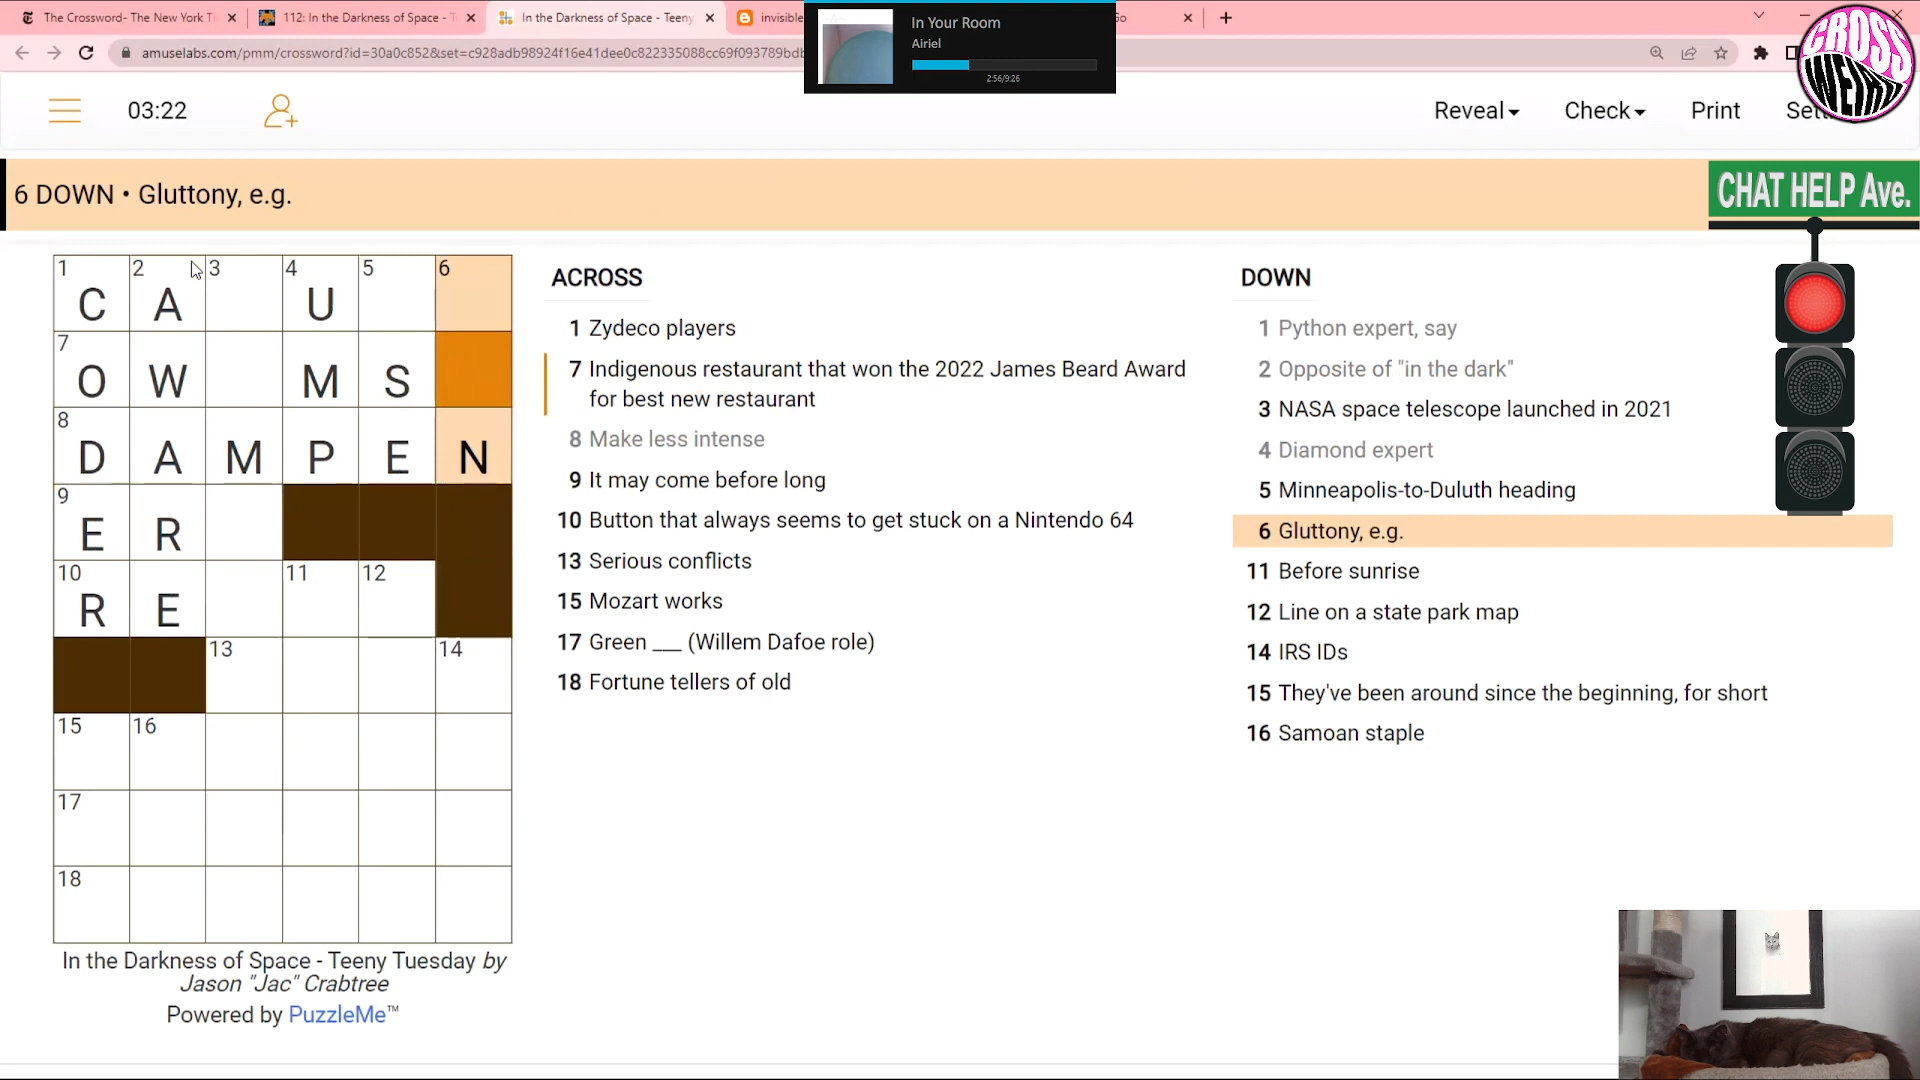 The Crossword- The New York Ti
112: In the Darkness of Space - T
In the Darkness of Space - Teeny
invisible
In Your Room
Airiel
2:56/9:26
amuselabs.com/pmm/crossword?id=30a0c852&set=c928adb98924f16e41dee0c822335088cc69f093789bdb
CROSS
WEIRD
03:22
Reveal
Check
Print
Sett
6 DOWN • Gluttony, e.g.
CHAT HELP Ave.
1 2 3 4 5 6
C A U
7
O W M S
8
D A M P E N
9
E R
10 11 12
R E
13 14
15 16
17
18
ACROSS
1 Zydeco players
7 Indigenous restaurant that won the 2022 James Beard Award
for best new restaurant
8 Make less intense
9 It may come before long
10 Button that always seems to get stuck on a Nintendo 64
13 Serious conflicts
15 Mozart works
17 Green ___ (Willem Dafoe role)
18 Fortune tellers of old
DOWN
1 Python expert, say
2 Opposite of "in the dark"
3 NASA space telescope launched in 2021
4 Diamond expert
5 Minneapolis-to-Duluth heading
6 Gluttony, e.g.
11 Before sunrise
12 Line on a state park map
14 IRS IDs
15 They've been around since the beginning, for short
16 Samoan staple
In the Darkness of Space - Teeny Tuesday by
Jason "Jac" Crabtree
Powered by PuzzleMe™